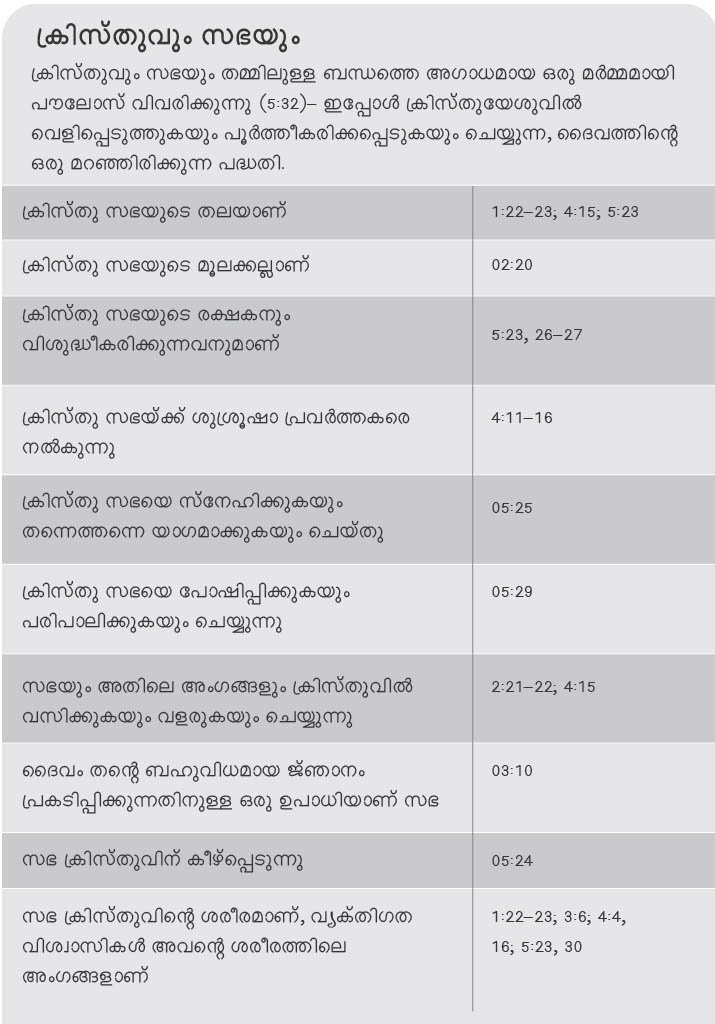 ക്രിസ്തുവും സഭയും
ക്രിസ്തുവും സഭയും തമ്മിലുള്ള ബന്ധത്തെ അഗാധമായ ഒരു മർമ്മമായി
പൗലോസ് വിവരിക്കുന്നു (5:32)– ഇപ്പോൾ ക്രിസ്തുയേശുവിൽ
വെളിപ്പെടുത്തുകയും പൂർത്തീകരിക്കപ്പെടുകയും ചെയ്യുന്ന, ദൈവത്തിന്റെ
ഒരു മറഞ്ഞിരിക്കുന്ന പദ്ധതി.
ക്രിസ്തു സഭയുടെ തലയാണ് 1:22–23; 4:15; 5:23
ക്രിസ്തു സഭയുടെ മൂലക്കല്ലാണ് 02:20
ക്രിസ്തു സഭയുടെ രക്ഷകനും
വിശുദ്ധീകരിക്കുന്നവനുമാണ് 5:23, 26–27
ക്രിസ്തു സഭയ്ക്ക് ശുശ്രൂഷാ പ്രവർത്തകരെ 4:11–16
നൽകുന്നു
ക്രിസ്തു സഭയെ സ്നേഹിക്കുകയും 05:25
തന്നെത്തന്നെ യാഗമാക്കുകയും ചെയ്തു
ക്രിസ്തു സഭയെ പോഷിപ്പിക്കുകയും 05:29
പരിപാലിക്കുകയും ചെയ്യുന്നു
സഭയും അതിലെ അംഗങ്ങളും ക്രിസ്തുവിൽ 2:21–22; 4:15
വസിക്കുകയും വളരുകയും ചെയ്യുന്നു
ദൈവം തന്റെ ബഹുവിധമായ ജ്ഞാനം 03:10
പ്രകടിപ്പിക്കുന്നതിനുള്ള ഒരു ഉപാധിയാണ് സഭ
സഭ ക്രിസ്തുവിന് കീഴ്പ്പെടുന്നു 05:24
സഭ ക്രിസ്തുവിന്റെ ശരീരമാണ്, വ്യക്തിഗത 1:22–23; 3:6; 4:4,
വിശ്വാസികൾ അവന്റെ ശരീരത്തിലെ 16; 5:23, 30
അംഗങ്ങളാണ്